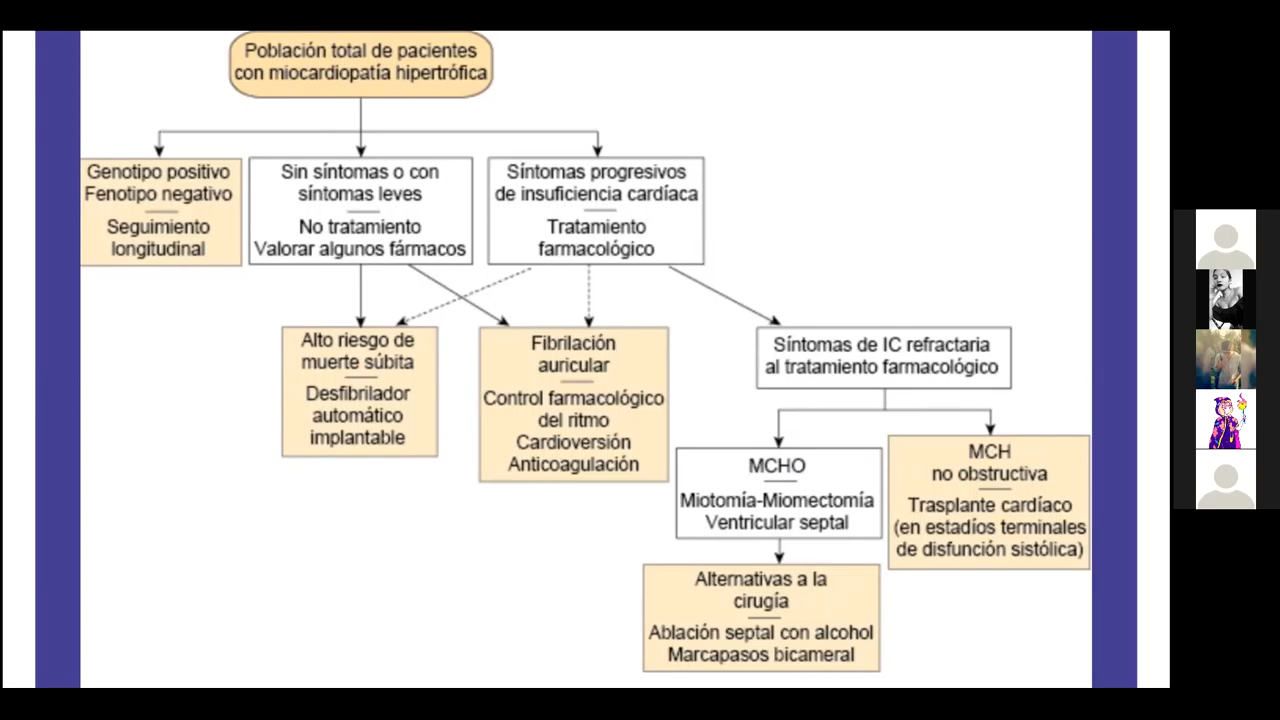 Población total de pacientes
con miocardiopatía hipertrófica
Genotipo positivo
Fenotipo negativo
Seguimiento
longitudinal
Sin síntomas o con
síntomas leves
No tratamiento
Valorar algunos fármacos
Síntomas progresivos
de insuficiencia cardíaca
Tratamiento
farmacológico
Alto riesgo de
muerte súbita
Desfibrilador
automático
implantable
Fibrilación
auricular
Control farmacológico
del ritmo
Cardioversión
Anticoagulación
Síntomas de IC refractaria
al tratamiento farmacológico
MCHO
Miotomía-Miomectomía
Ventricular septal
MCH
no obstructiva
Trasplante cardíaco
(en estadíos terminales
de disfunción sistólica)
Alternativas a la
cirugía
Ablación septal con alcohol
Marcapasos bicameral